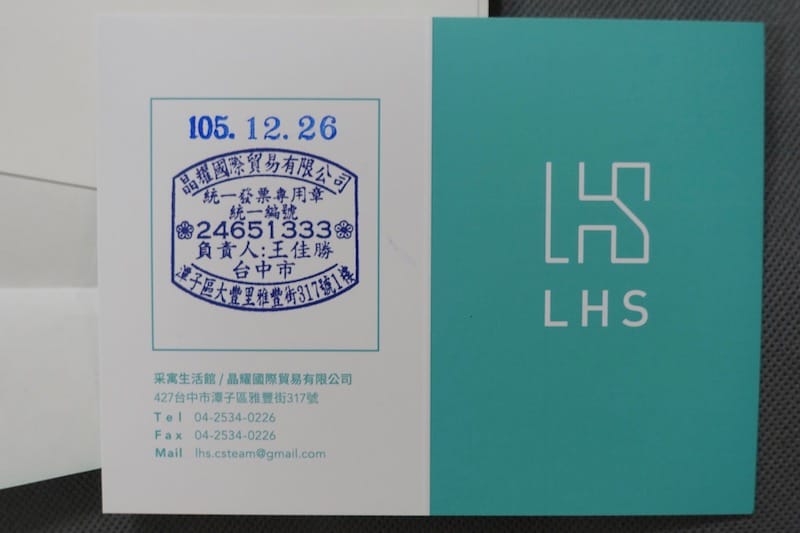 105.12.26
晶耀國際貿易有限公司
統一發票專用章
統一編號
24651333
負責人:王佳勝
台中市
潭子區大豐里雅豐街317號1樓
采寓生活館 / 晶耀國際貿易有限公司
427台中市潭子區雅豐街317號
Tel 04-2534-0226
Fax 04-2534-0226
Mail lhs.csteam@gmail.com
LHS
LHS